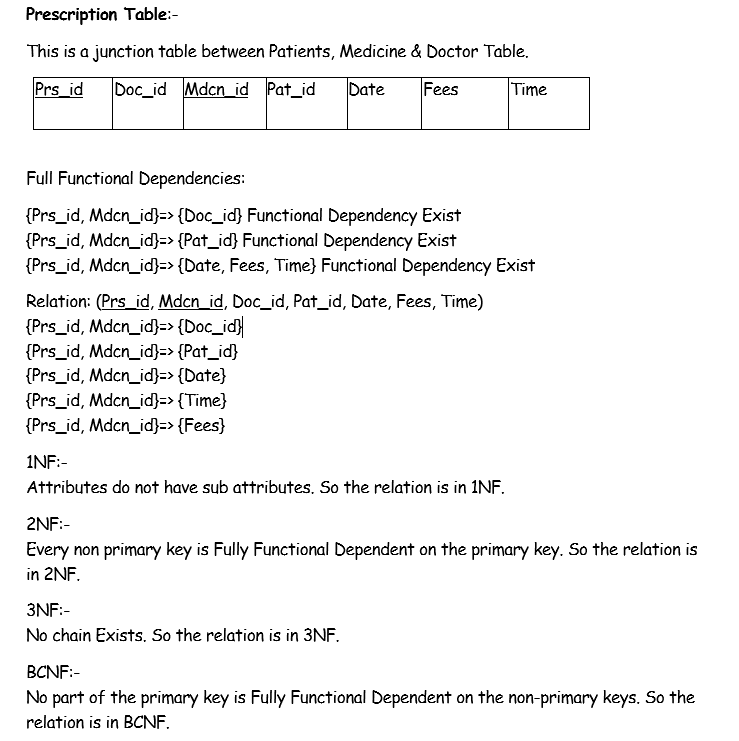 Prescription Table:-
This is a junction table between Patients, Medicine & Doctor Table.
Prs_id Doc_id Mdcn_id Pat_id Date Fees Time
Full Functional Dependencies:
{Prs_id, Mdcn_id}=> {Doc_id} Functional Dependency Exist
{Prs_id, Mdcn_id}=> {Pat_id} Functional Dependency Exist
{Prs_id, Mdcn_id}=> {Date, Fees, Time} Functional Dependency Exist
Relation: (Prs_id, Mdcn_id, Doc_id, Pat_id, Date, Fees, Time)
{Prs_id, Mdcn_id}=> {Doc_id}
{Prs_id, Mdcn_id}=> {Pat_id}
{Prs_id, Mdcn_id}=> {Date}
{Prs_id, Mdcn_id}=> {Time}
{Prs_id, Mdcn_id}=> {Fees}
1NF:-
Attributes do not have sub attributes. So the relation is in 1NF.
2NF:-
Every non primary key is Fully Functional Dependent on the primary key. So the relation is
in 2NF.
3NF:-
No chain Exists. So the relation is in 3NF.
BCNF:-
No part of the primary key is Fully Functional Dependent on the non-primary keys. So the
relation is in BCNF.